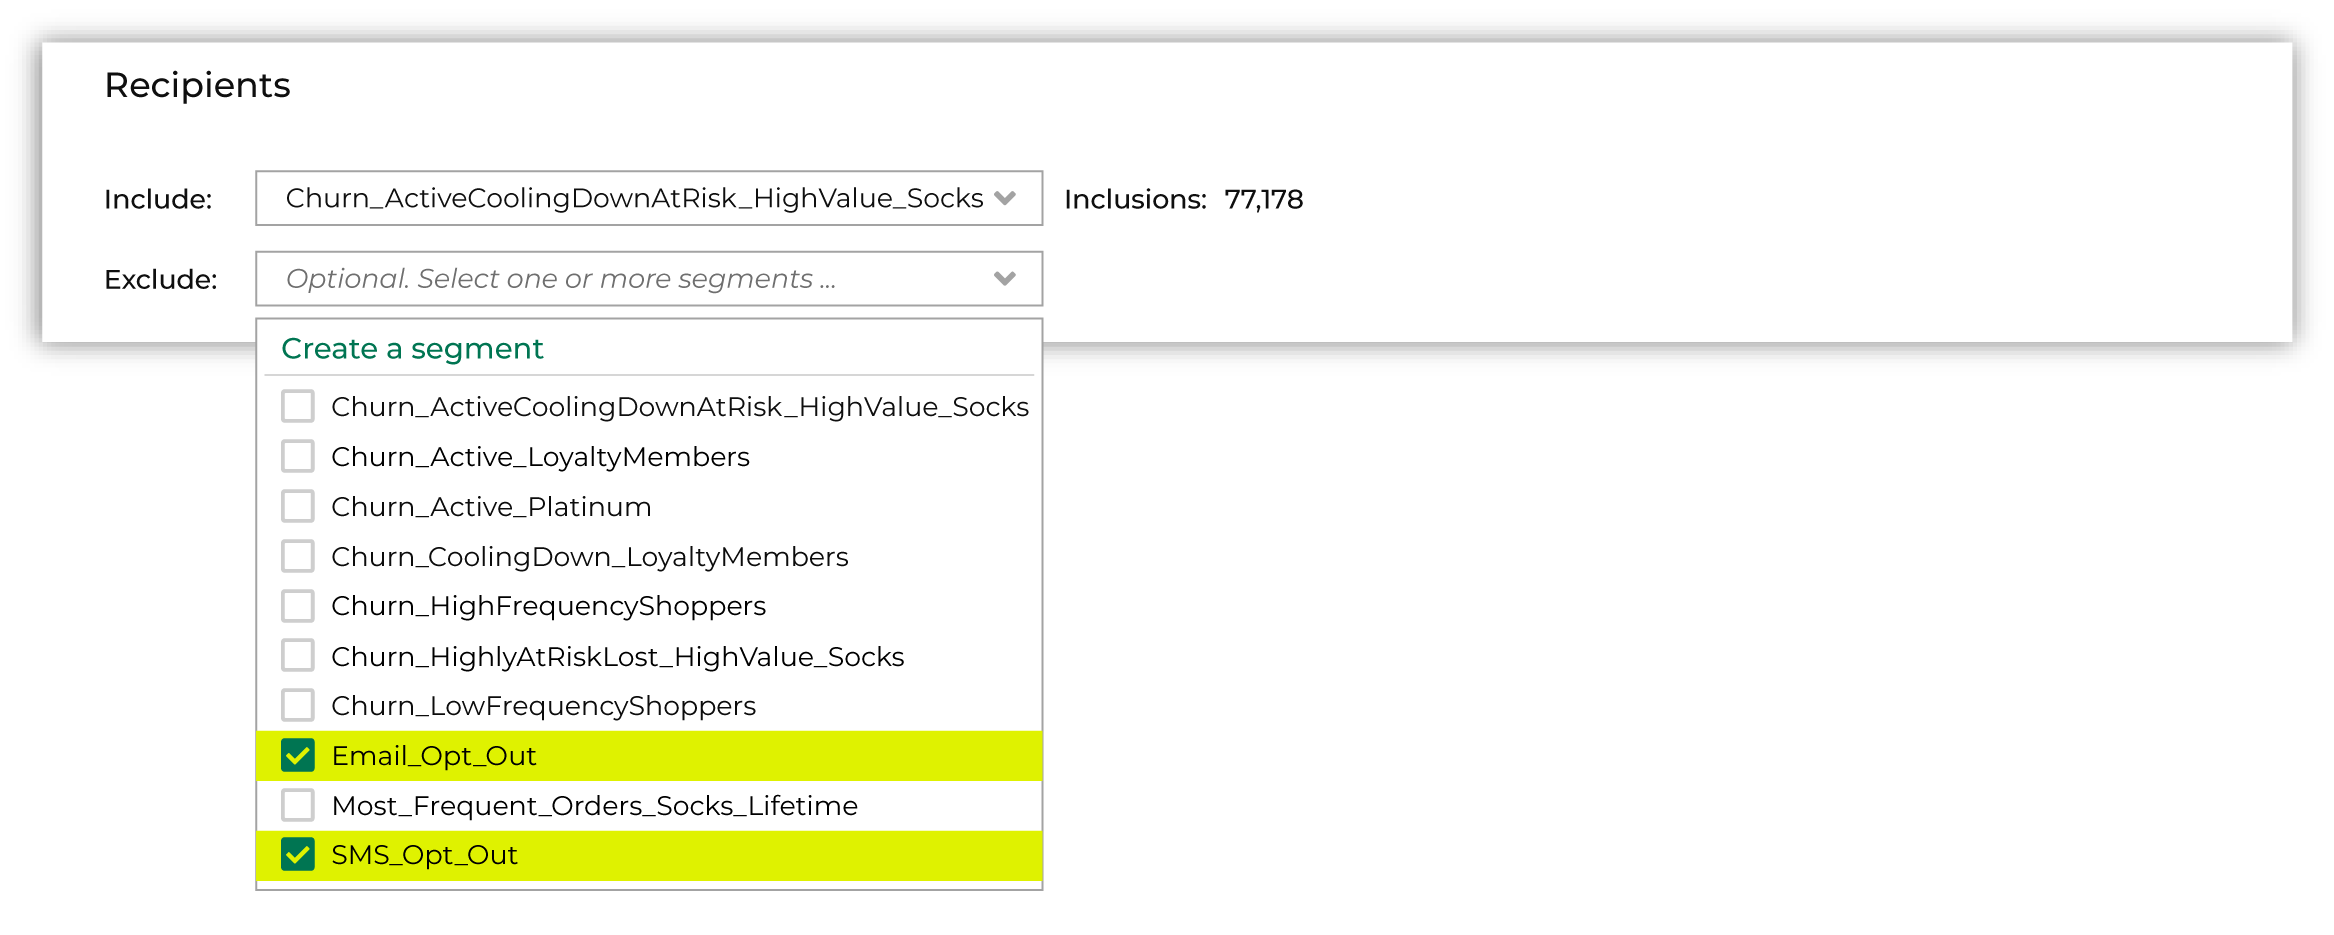 Recipients
Include: Churn_ActiveCoolingDownAtRisk_HighValue_Socks Inclusions: 77,178
Exclude: Optional. Select one or more segments ...
Create a segment
Churn_ActiveCoolingDownAtRisk_HighValue_Socks
Churn_Active_LoyaltyMembers
Churn_Active_Platinum
Churn_CoolingDown_LoyaltyMembers
Churn_HighFrequencyShoppers
Churn_HighlyAtRiskLost_HighValue_Socks
Churn_LowFrequencyShoppers
Email_Opt_Out
Most_Frequent_Orders_Socks_Lifetime
SMS_Opt_Out